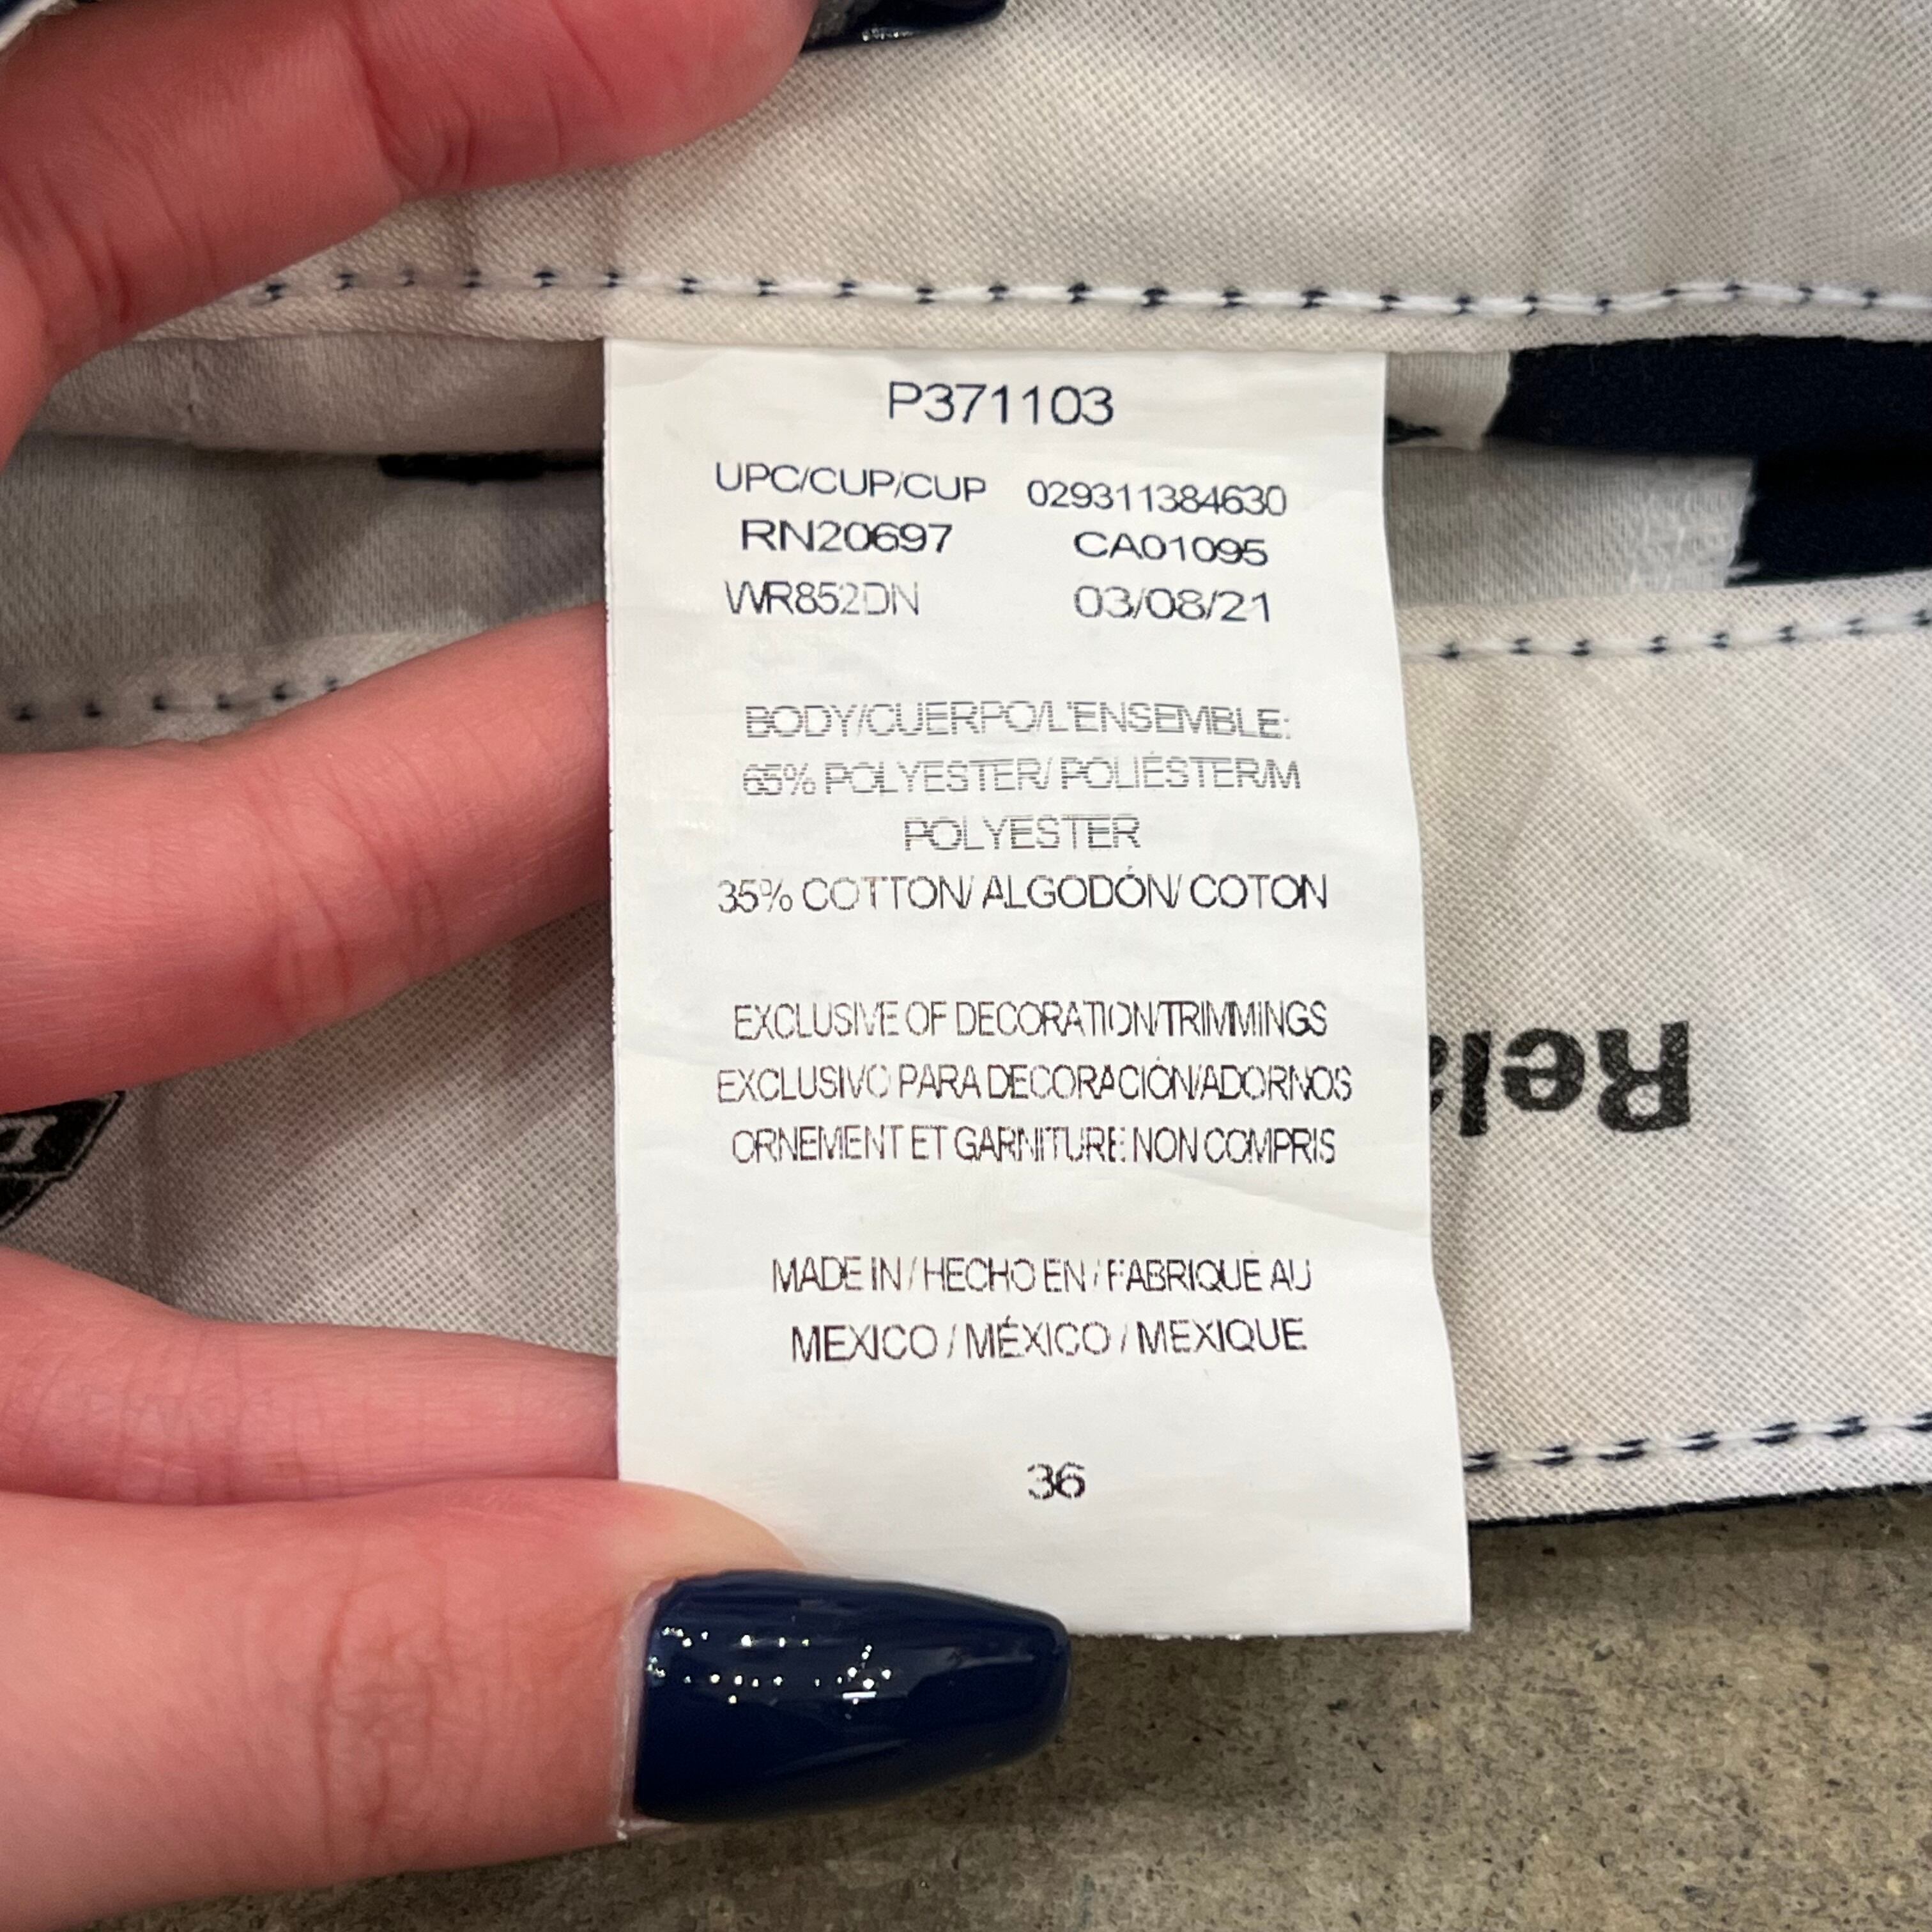 P371103
UPC/CUP/CUP 029311384630
RN20697 CA01095
WR852DN 03/08/21
BODY/CUERPO/L'ENSEMBLE:
65% POLYESTER/ POLIÉSTER/M
POLYESTER
35% COTTON/ ALGODÓN/ COTON
EXCLUSIVE OF DECORATION/TRIMMINGS
EXCLUSIVO PARA DECORACIÓN/ADORNOS
ORNEMENT ET GARNITURE NON COMPRIS
MADE IN / HECHO EN / FABRIQUE AU
MEXICO / MÉXICO / MEXIQUE
36